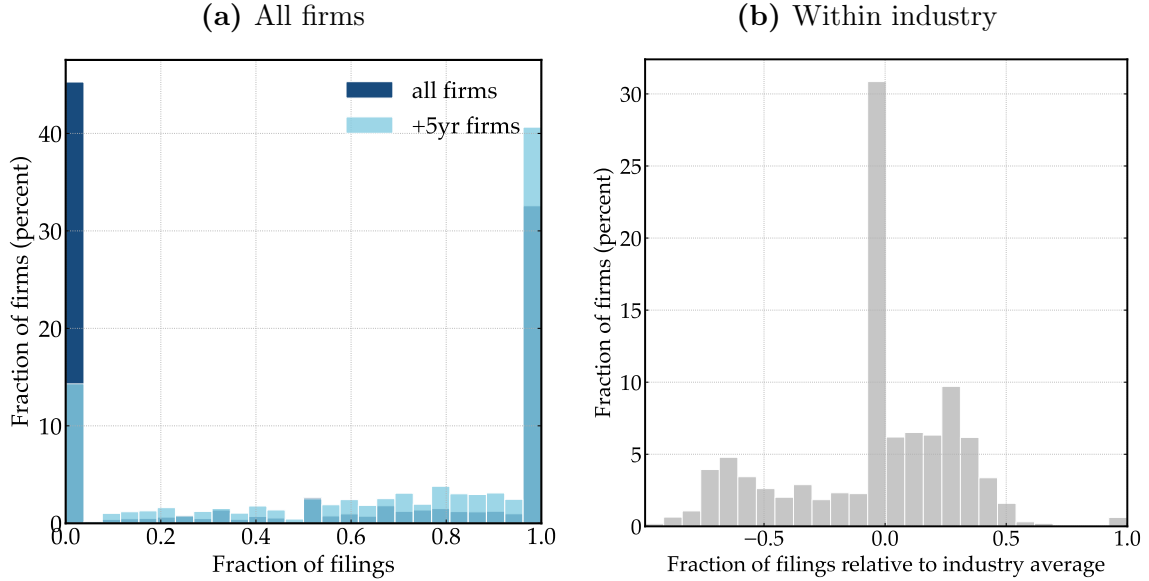 (a) All firms
Fraction of firms (percent)
40
30
20
10
0
0.0 0.2 0.4 0.6 0.8 1.0
Fraction of filings
all firms
+5yr firms
(b) Within industry
Fraction of firms (percent)
30
25
20
15
10
5
0
−0.5 0.0 0.5 1.0
Fraction of filings relative to industry average